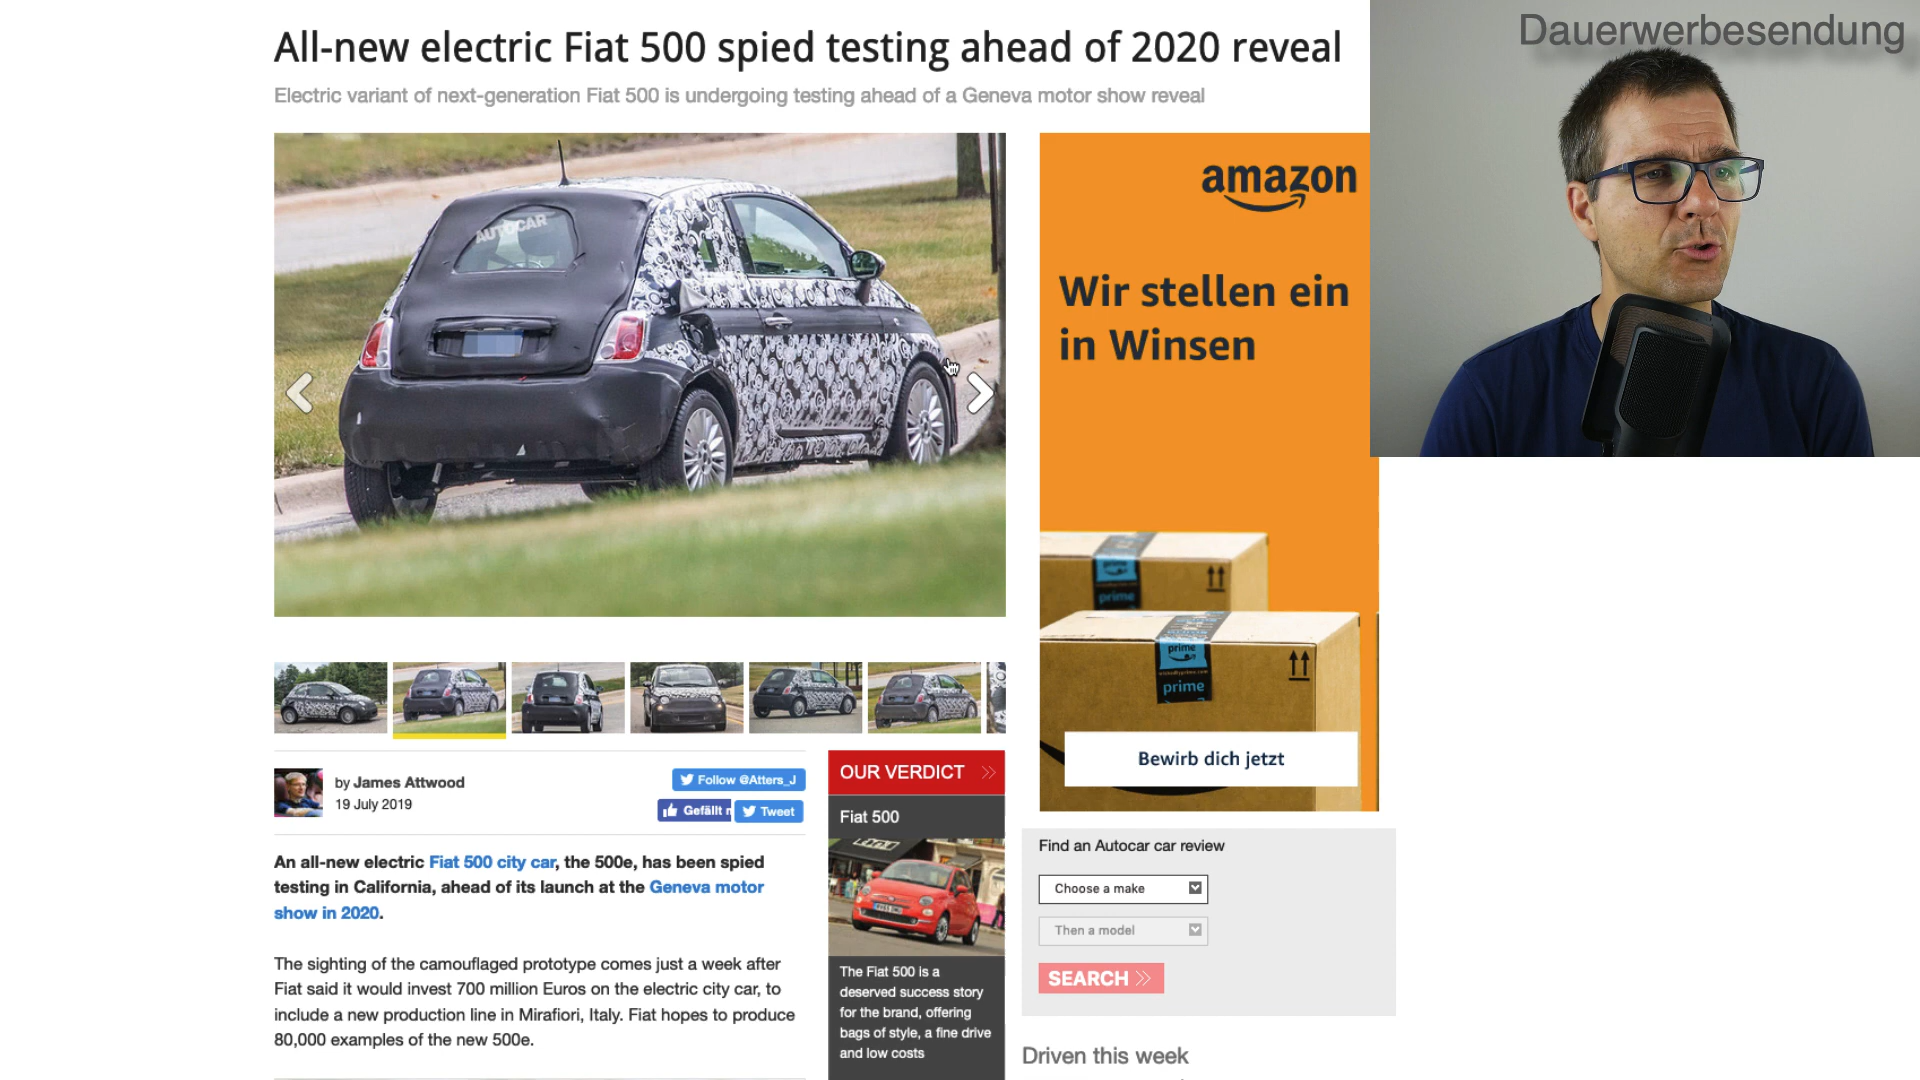 All-new electric Fiat 500 spied testing ahead of 2020 reveal
Electric variant of next-generation Fiat 500 is undergoing testing ahead of a Geneva motor show reveal
Dauerwerbesendung
AUTOCAR
amazon
Wir stellen ein
in Winsen
prime
prime
prime
prime
Bewirb dich jetzt
by James Attwood
19 July 2019
Follow @Atters_J
Gefällt
Tweet
An all-new electric Fiat 500 city car, the 500e, has been spied
testing in California, ahead of its launch at the Geneva motor
show in 2020.
The sighting of the camouflaged prototype comes just a week after
Fiat said it would invest 700 million Euros on the electric city car, to
include a new production line in Mirafiori, Italy. Fiat hopes to produce
80,000 examples of the new 500e.
OUR VERDICT
Fiat 500
The Fiat 500 is a
deserved success story
for the brand, offering
bags of style, a fine drive
and low costs
Find an Autocar car review
Choose a make
Then a model
SEARCH
Driven this week